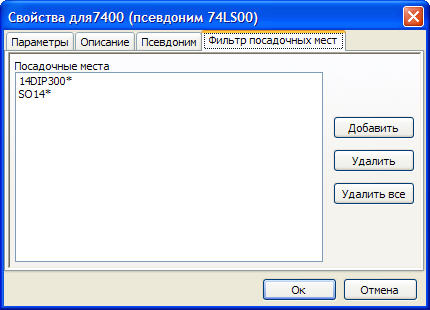 Свойства для7400 (псевдоним 74LS00)
Параметры Описание Псевдоним Фильтр посадочных мест
Посадочные места
14DIP300*
SO14*
Добавить
Удалить
Удалить все
Ок Отмена